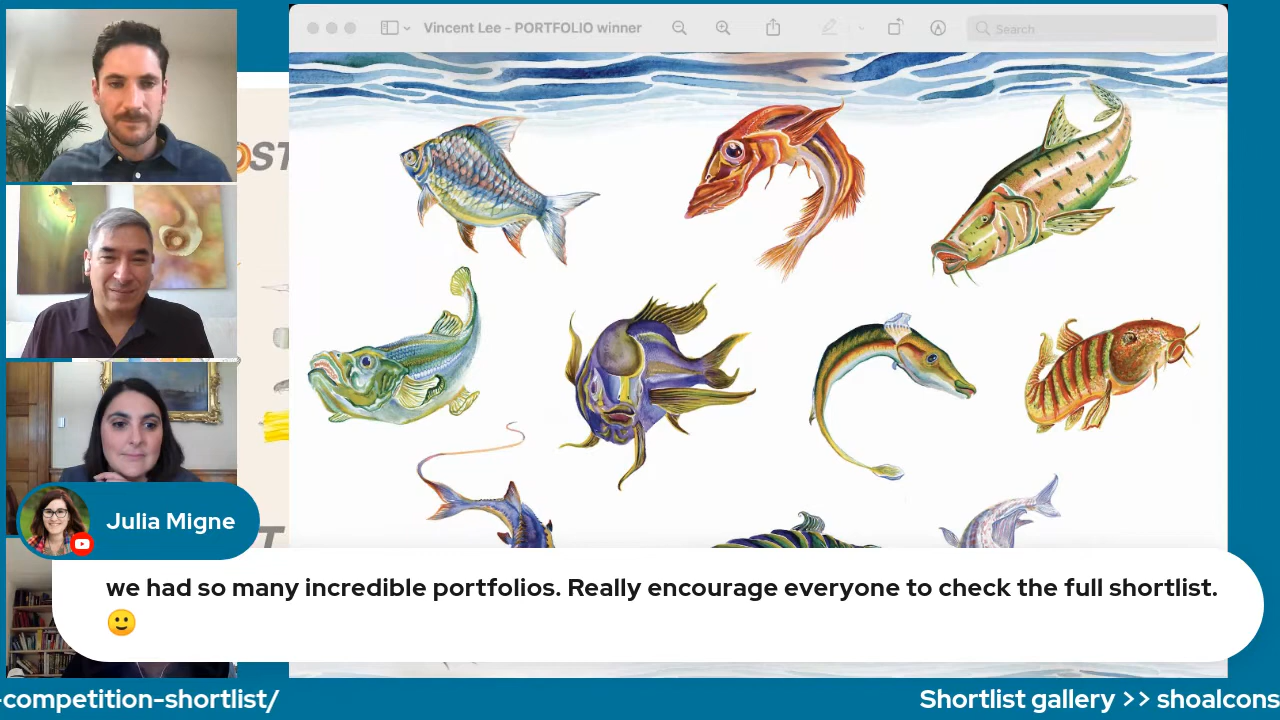 Vincent Lee - PORTFOLIO winner
Search
OST
Julia Migne
T
we had so many incredible portfolios. Really encourage everyone to check the full shortlist.
🙂
-competition-shortlist/
Shortlist gallery >> shoalcons